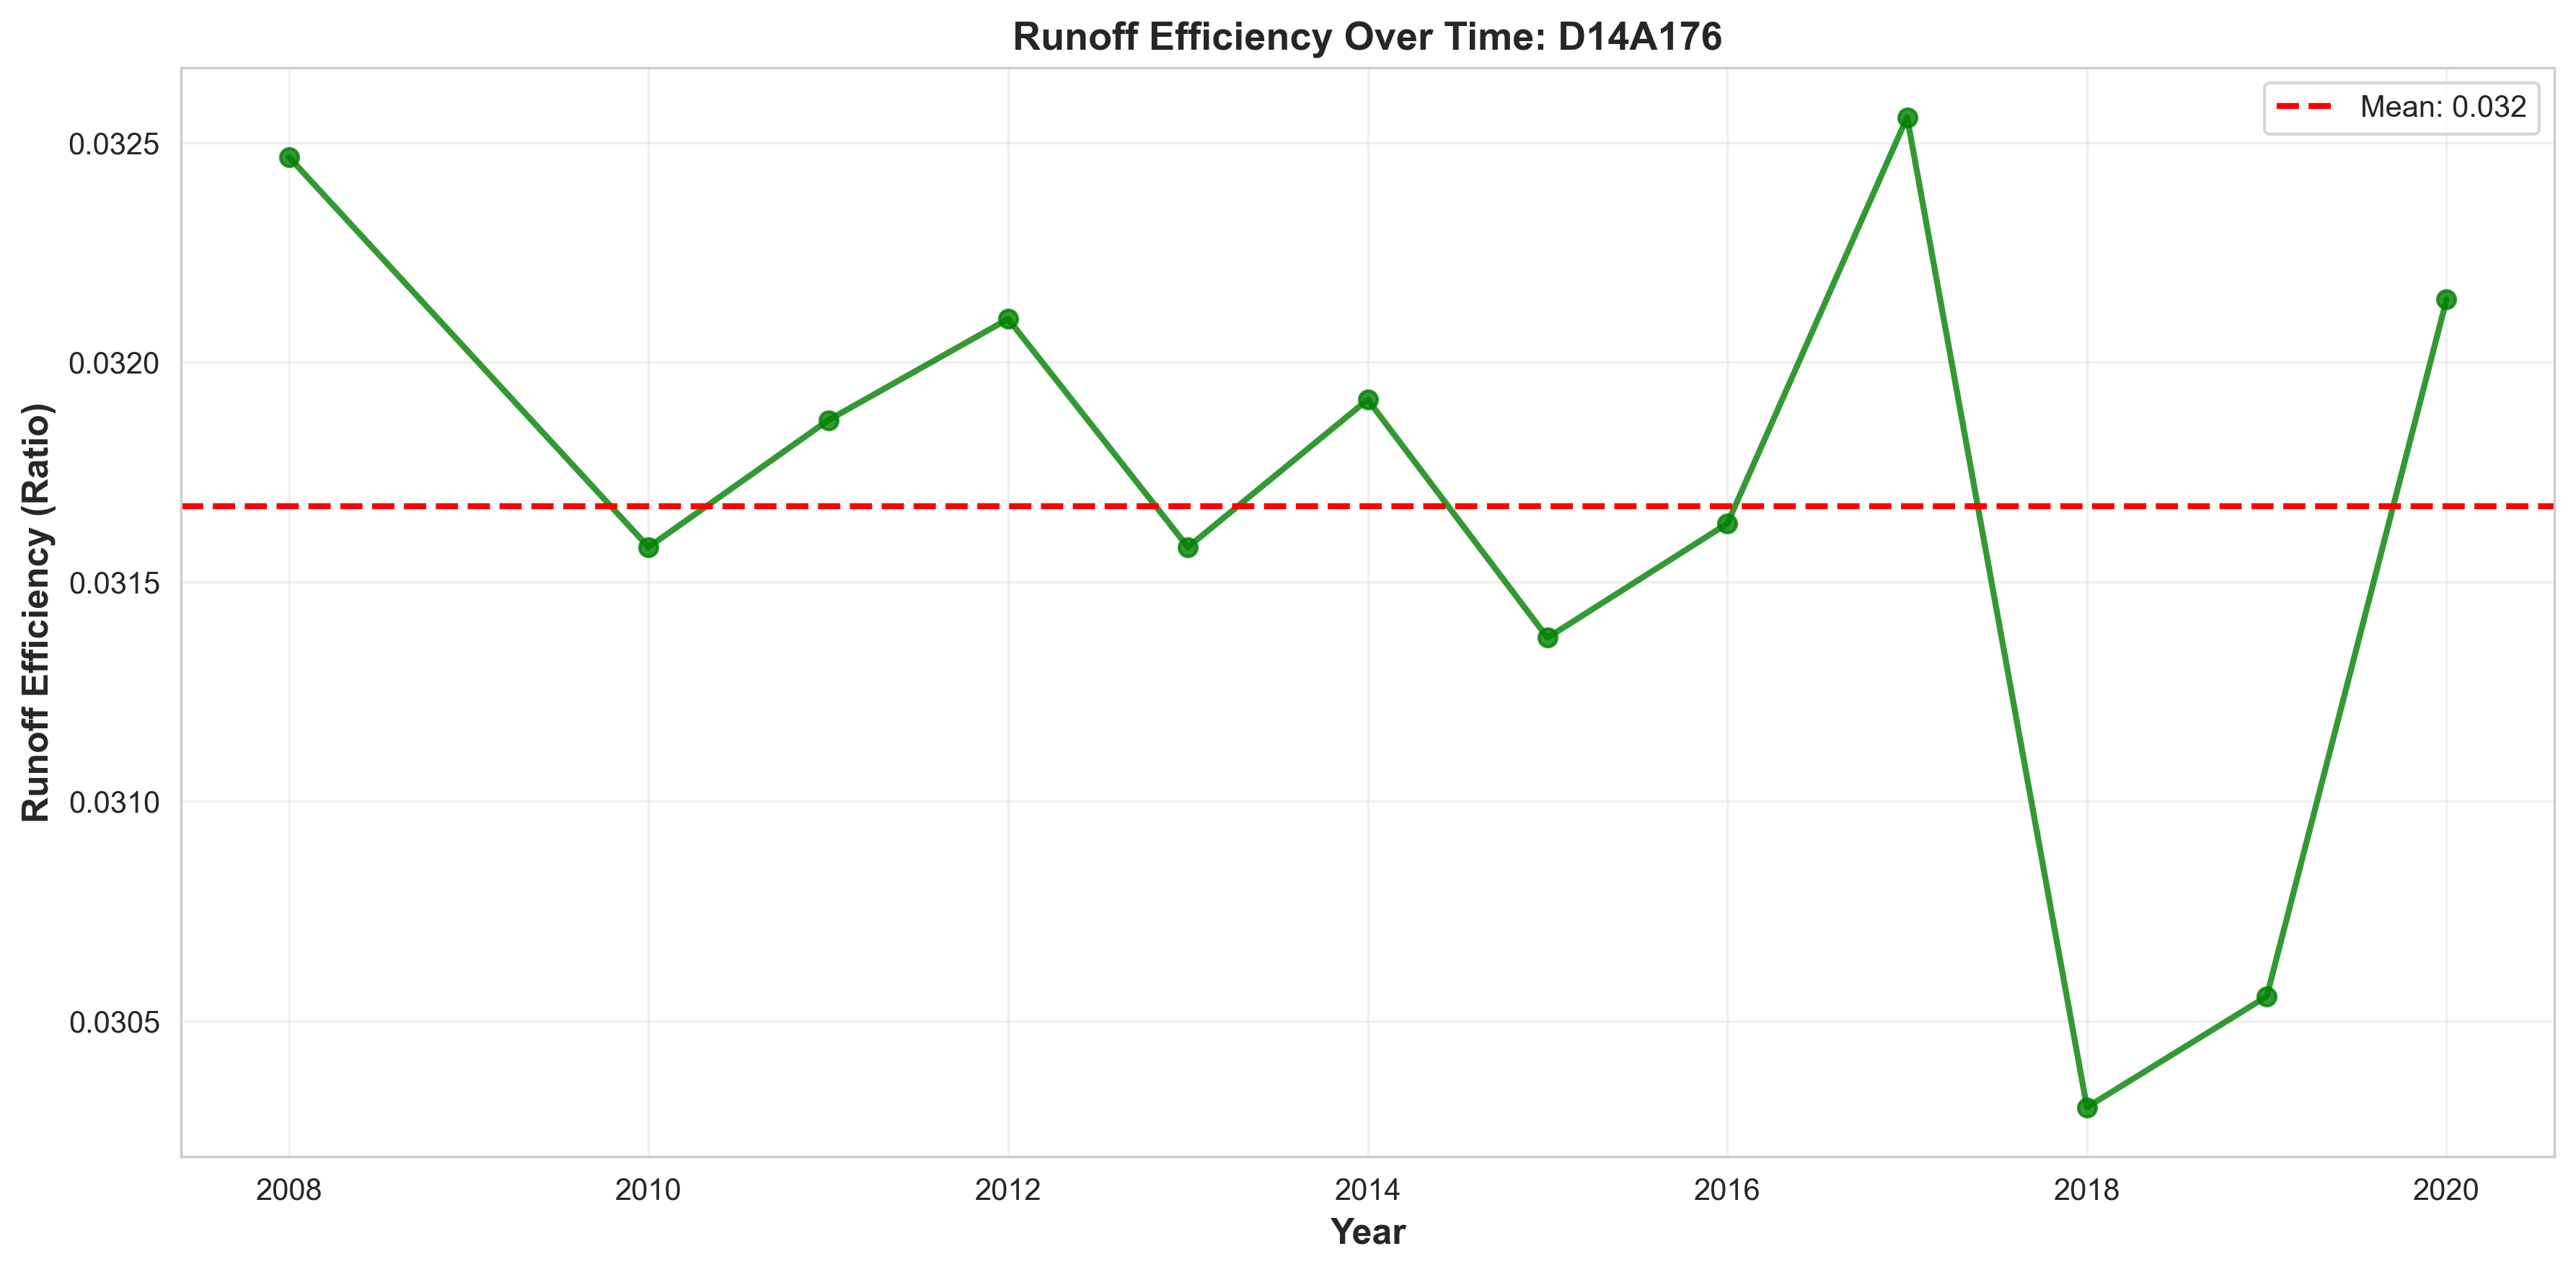 Runoff Efficiency Over Time: D14A176
Mean: 0.032
Runoff Efficiency (Ratio)
0.0325
0.0320
0.0315
0.0310
0.0305
2008 2010 2012 2014 2016 2018 2020
Year